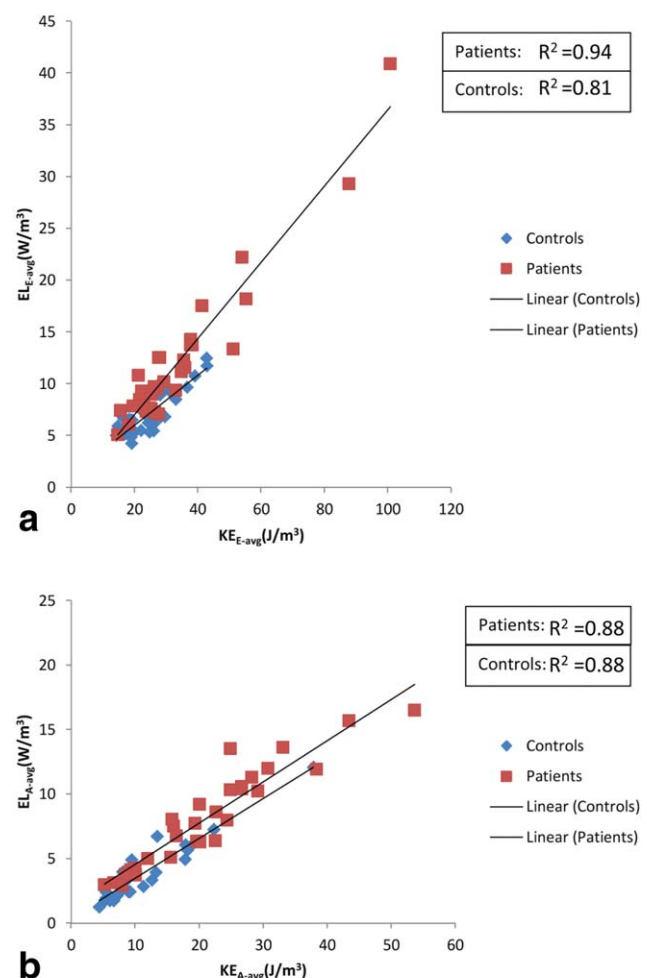 45
40
35
30
25
20
15
10
5
0
EL_E-avg(W/m³)
0 20 40 60 80 100 120
KE_E-avg(J/m³)
Patients: R² =0.94
Controls: R² =0.81
Controls
Patients
Linear (Controls)
Linear (Patients)
a
25
20
15
10
5
0
EL_A-avg(W/m³)
0 10 20 30 40 50 60
KE_A-avg(J/m³)
Patients: R² =0.88
Controls: R² =0.88
Controls
Patients
Linear (Controls)
Linear (Patients)
b